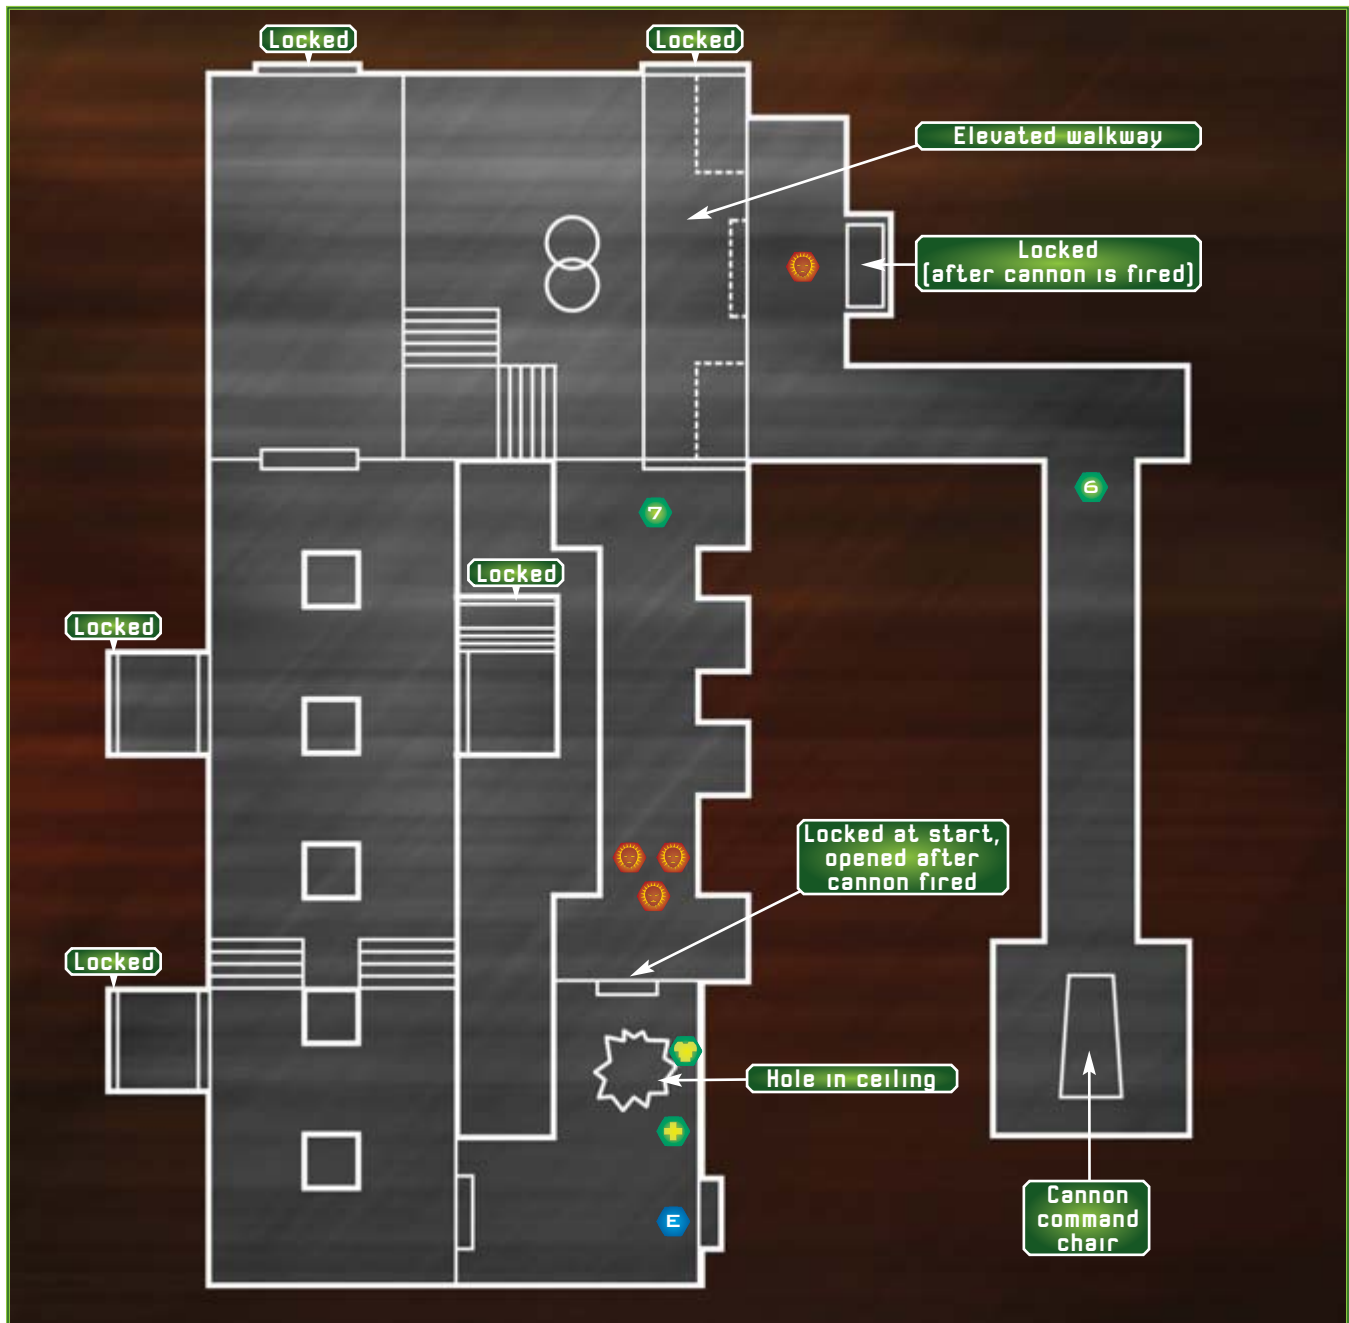 Locked
Locked
Elevated walkway
Locked
(after cannon is fired)
6
7
Locked
Locked
Locked at start,
opened after
cannon fired
Locked
Hole in ceiling
Cannon
command
chair
E